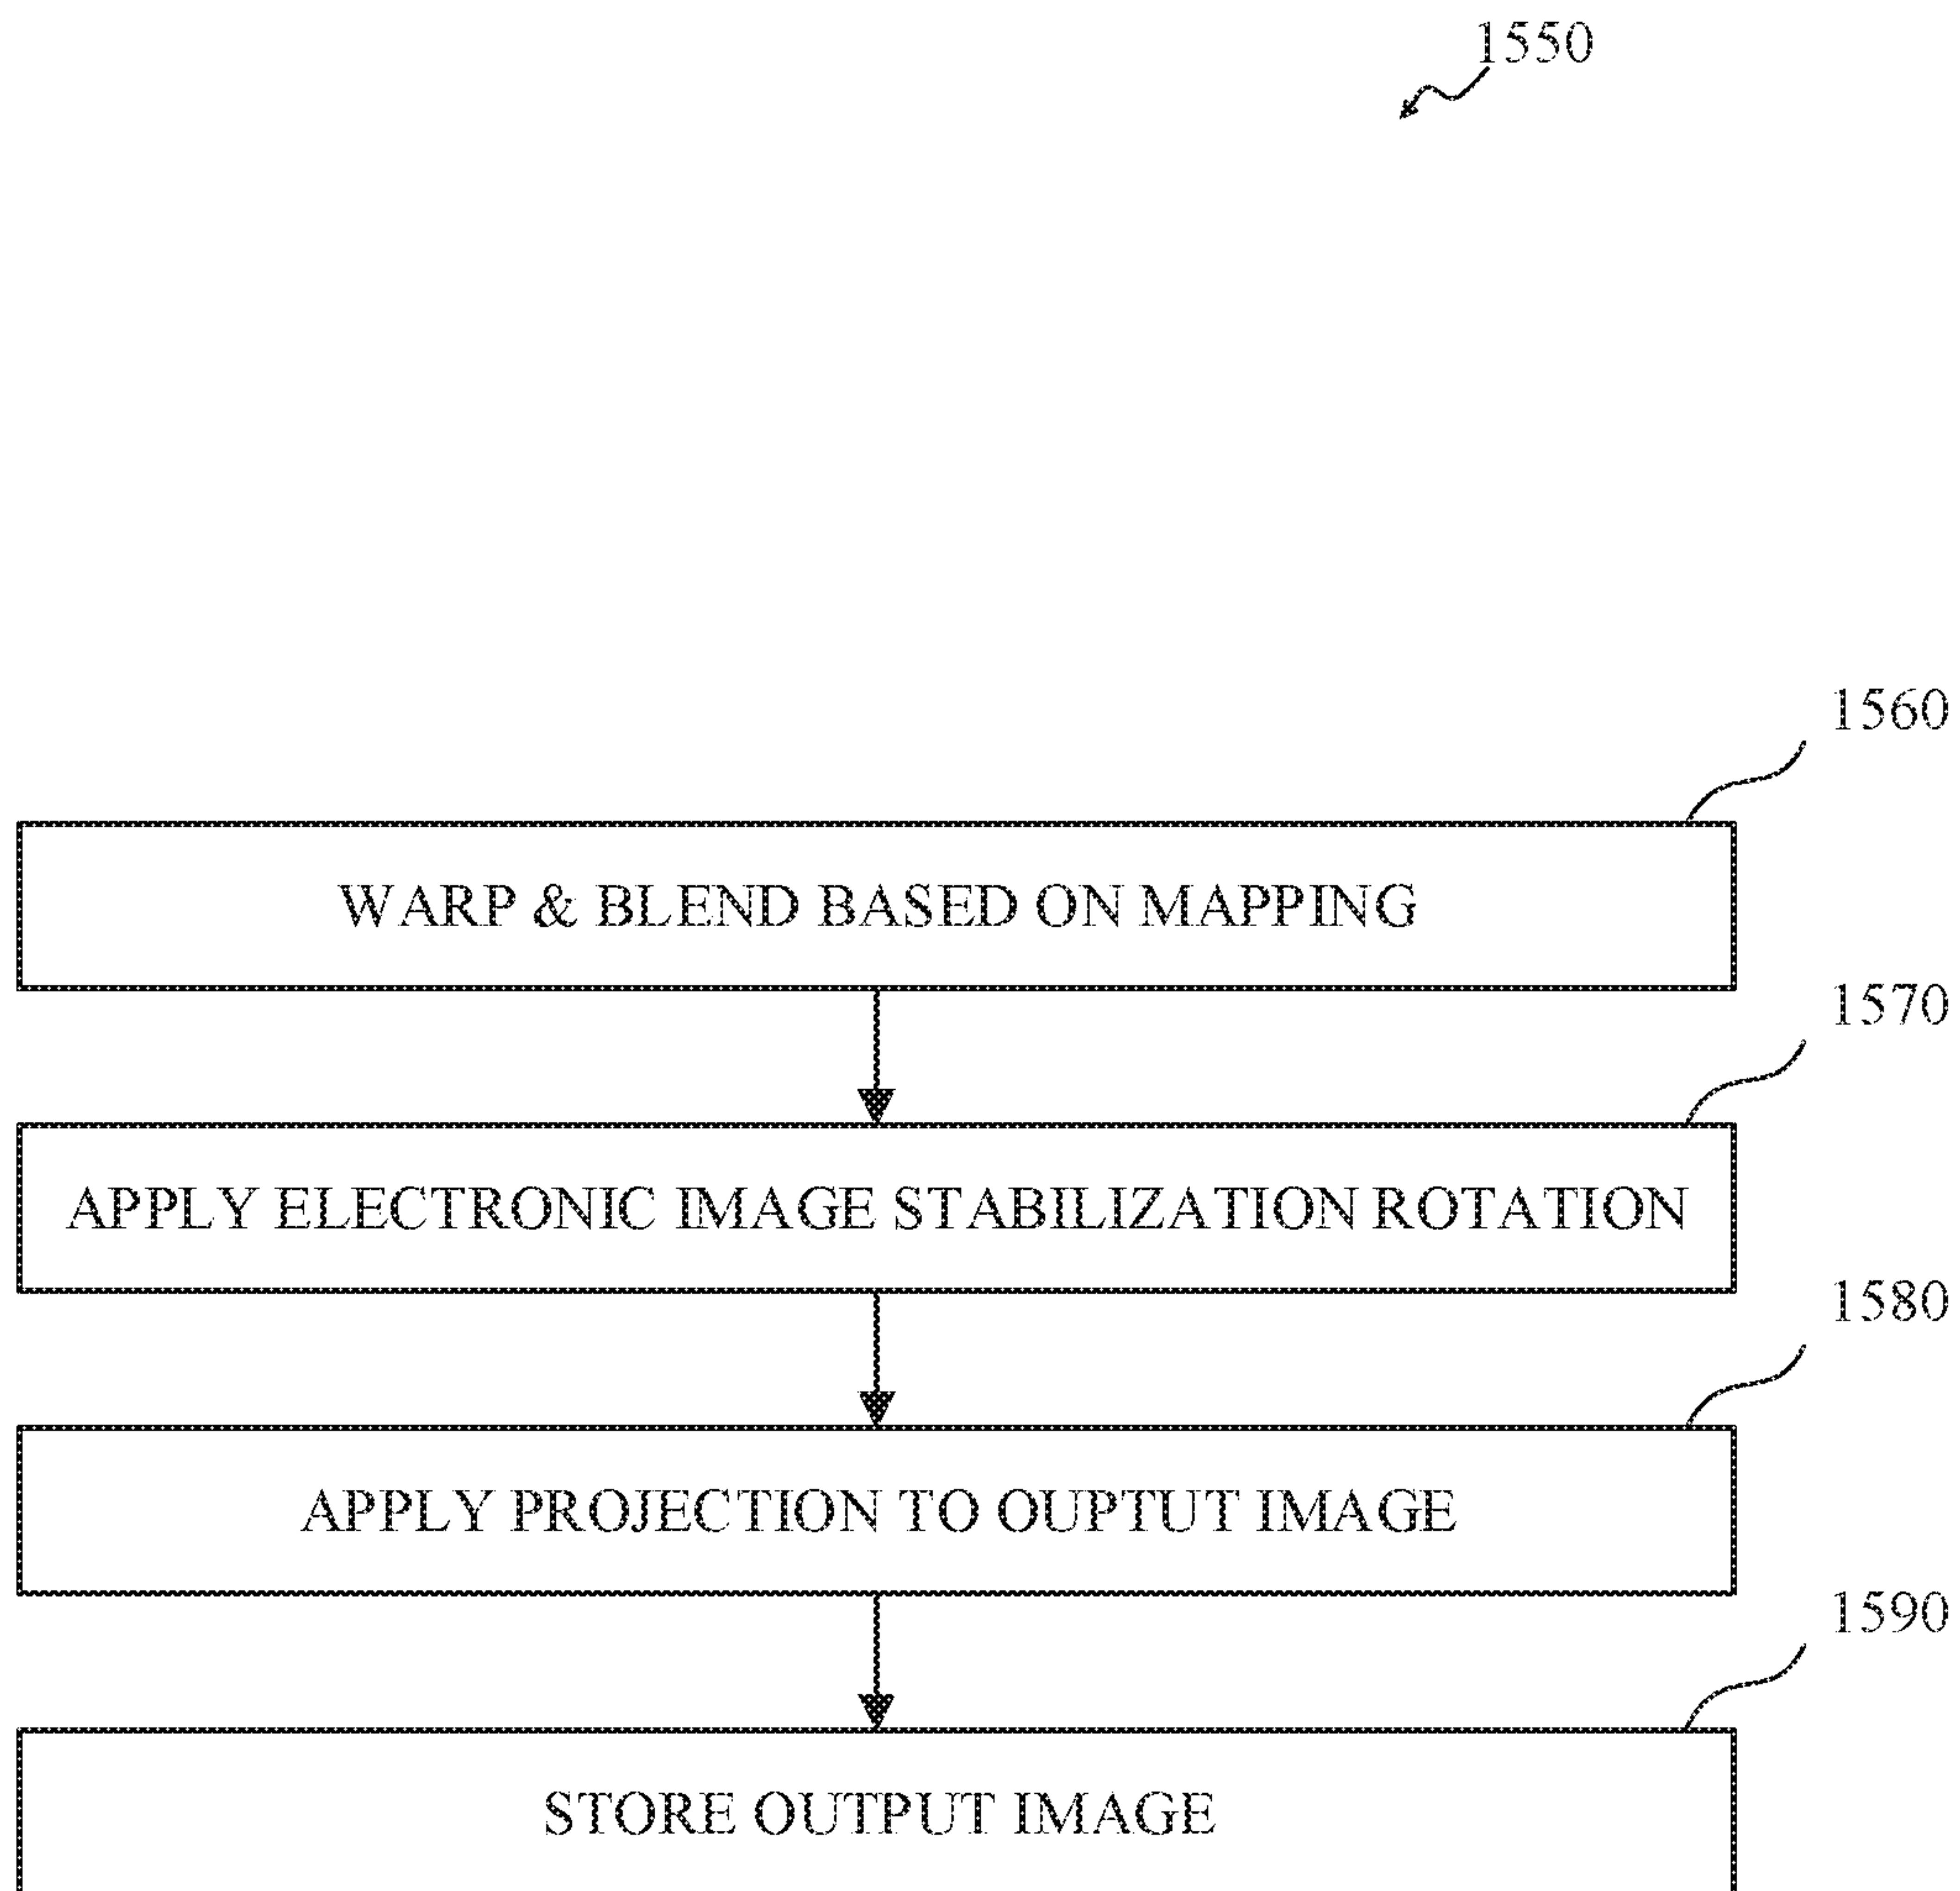 1550
1560
WARP & BLEND BASED ON MAPPING
1570
APPLY ELECTRONIC IMAGE STABILIZATION ROTATION
1580
APPLY PROJECTION TO OUPTUT IMAGE
1590
STORE OUTPUT IMAGE